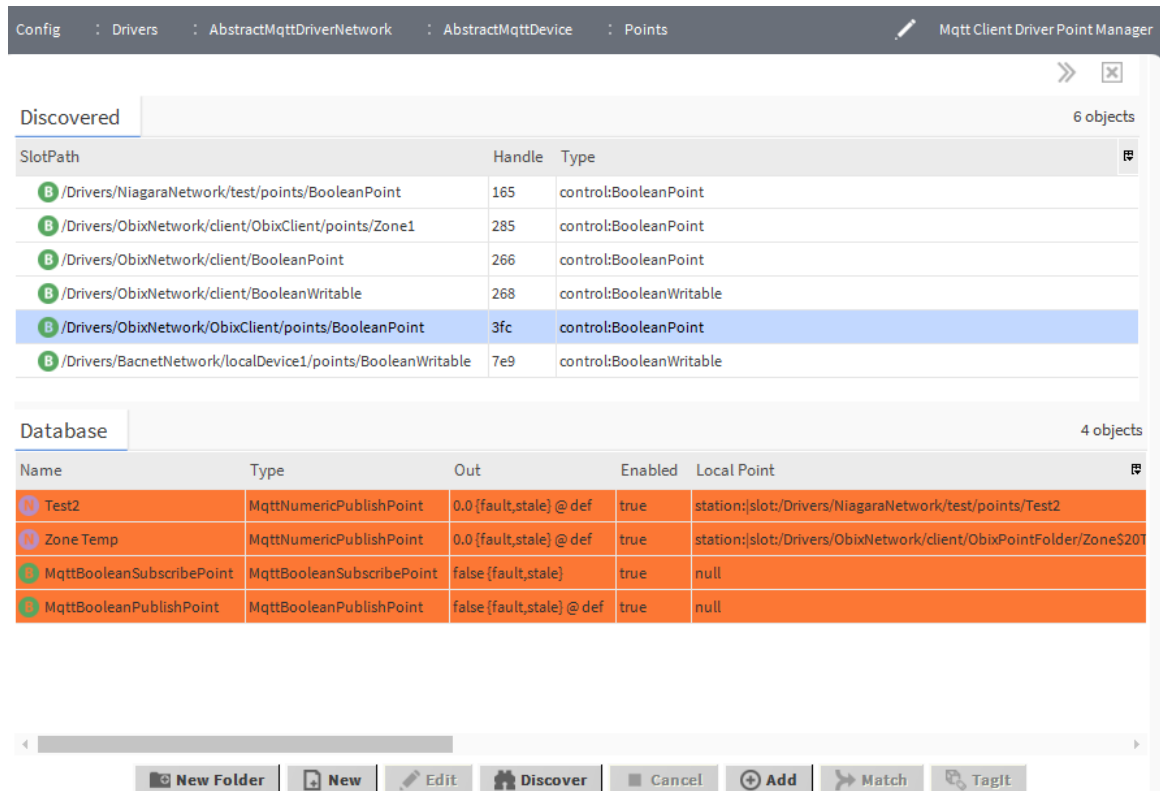 Config : Drivers : AbstractMqttDriverNetwork : AbstractMqttDevice : Points Mqtt Client Driver Point Manager
Discovered 6 objects
SlotPath Handle Type
B /Drivers/NiagaraNetwork/test/points/BooleanPoint 165 control:BooleanPoint
B /Drivers/ObixNetwork/client/ObixClient/points/Zone1 285 control:BooleanPoint
B /Drivers/ObixNetwork/client/BooleanPoint 266 control:BooleanPoint
B /Drivers/ObixNetwork/client/BooleanWritable 268 control:BooleanWritable
B /Drivers/ObixNetwork/ObixClient/points/BooleanPoint 3fc control:BooleanPoint
B /Drivers/BacnetNetwork/localDevice1/points/BooleanWritable 7e9 control:BooleanWritable
Database 4 objects
Name Type Out Enabled Local Point
N Test2 MqttNumericPublishPoint 0.0 {fault,stale} @ def true station:|slot:/Drivers/NiagaraNetwork/test/points/Test2
N Zone Temp MqttNumericPublishPoint 0.0 {fault,stale} @ def true station:|slot:/Drivers/ObixNetwork/client/ObixPointFolder/Zone$20T
B MqttBooleanSubscribePoint MqttBooleanSubscribePoint false {fault,stale} true null
B MqttBooleanPublishPoint MqttBooleanPublishPoint false {fault,stale} @ def true null
New Folder New Edit Discover Cancel Add Match TagIt